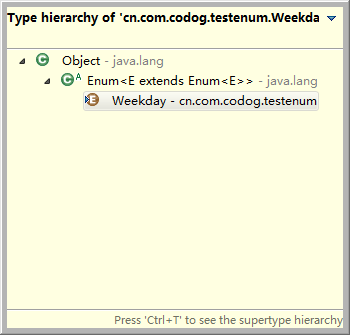 Type hierarchy of 'cn.com.codog.testenum.Weekda
Object - java.lang
Enum<E extends Enum<E>> - java.lang
Weekday - cn.com.codog.testenum
Press 'Ctrl+T' to see the supertype hierarchy